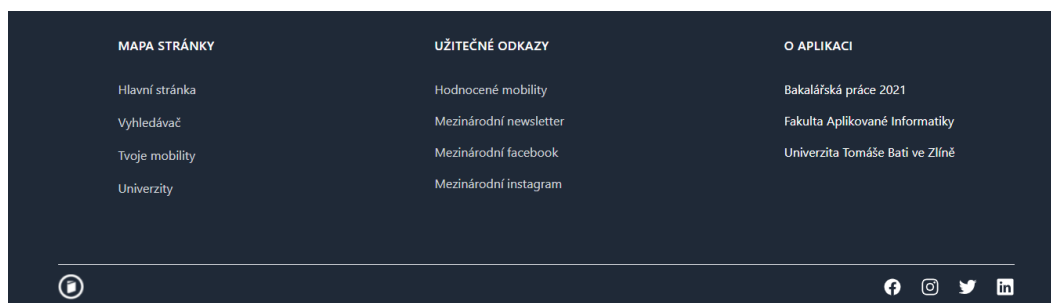 MAPA STRÁNKY
Hlavní stránka
Vyhledávač
Tvoje mobility
Univerzity
UŽITEČNÉ ODKAZY
Hodnocené mobility
Mezinárodní newsletter
Mezinárodní facebook
Mezinárodní instagram
O APLIKACI
Bakalářská práce 2021
Fakulta Aplikované Informatiky
Univerzita Tomáše Bati ve Zlíně